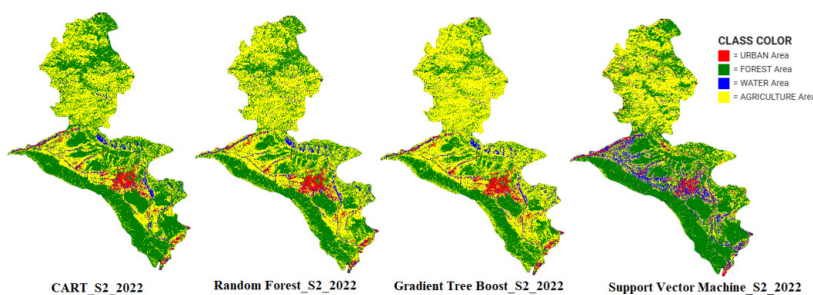 CLASS COLOR
= URBAN Area
= FOREST Area
= WATER Area
= AGRICULTURE Area
CART_S2_2022
Random Forest_S2_2022
Gradient Tree Boost_S2_2022
Support Vector Machine_S2_2022